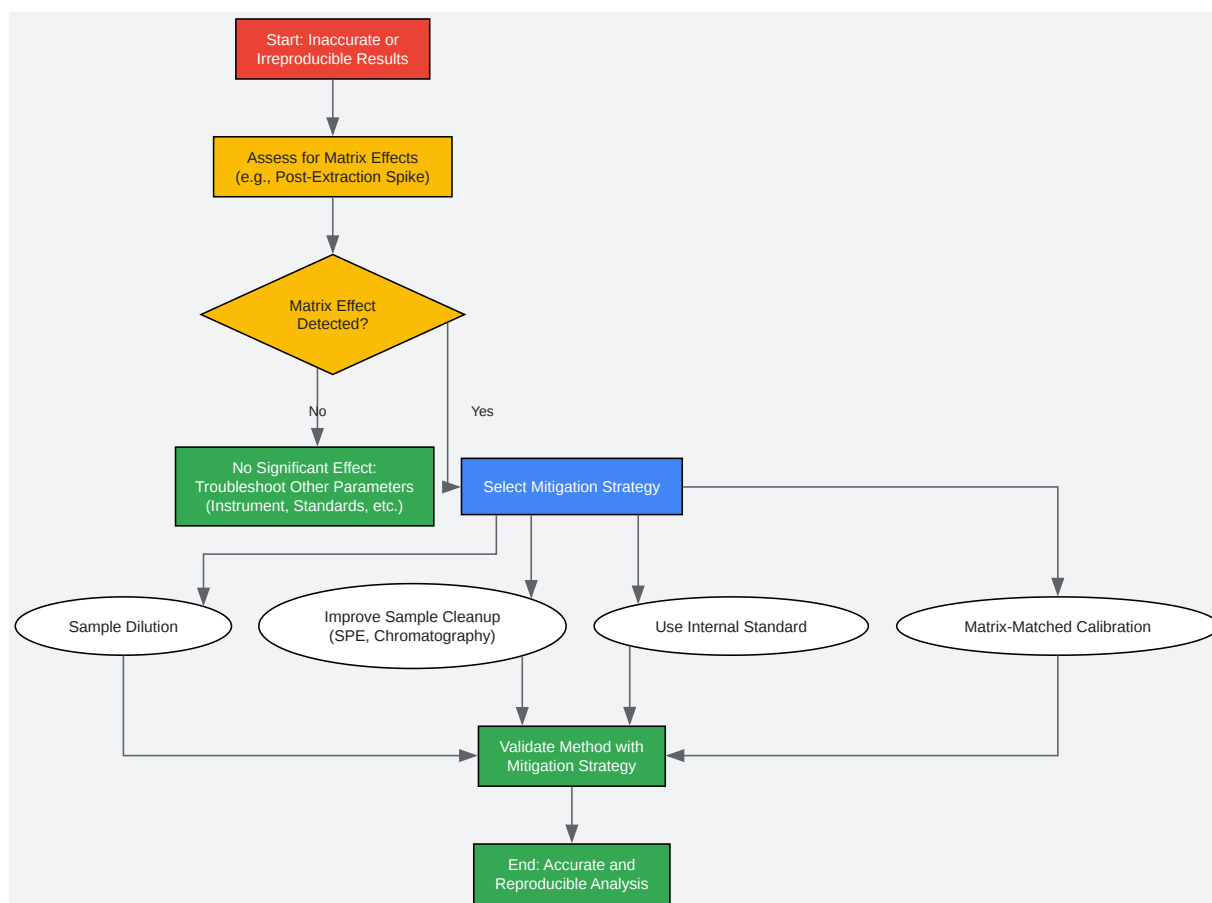 Start: Inaccurate or
Irreproducible Results
Assess for Matrix Effects
(e.g., Post-Extraction Spike)
Matrix Effect
Detected?
No
Yes
No Significant Effect:
Troubleshoot Other Parameters
(Instrument, Standards, etc.)
Select Mitigation Strategy
Sample Dilution
Improve Sample Cleanup
(SPE, Chromatography)
Use Internal Standard
Matrix-Matched Calibration
Validate Method with
Mitigation Strategy
End: Accurate and
Reproducible Analysis